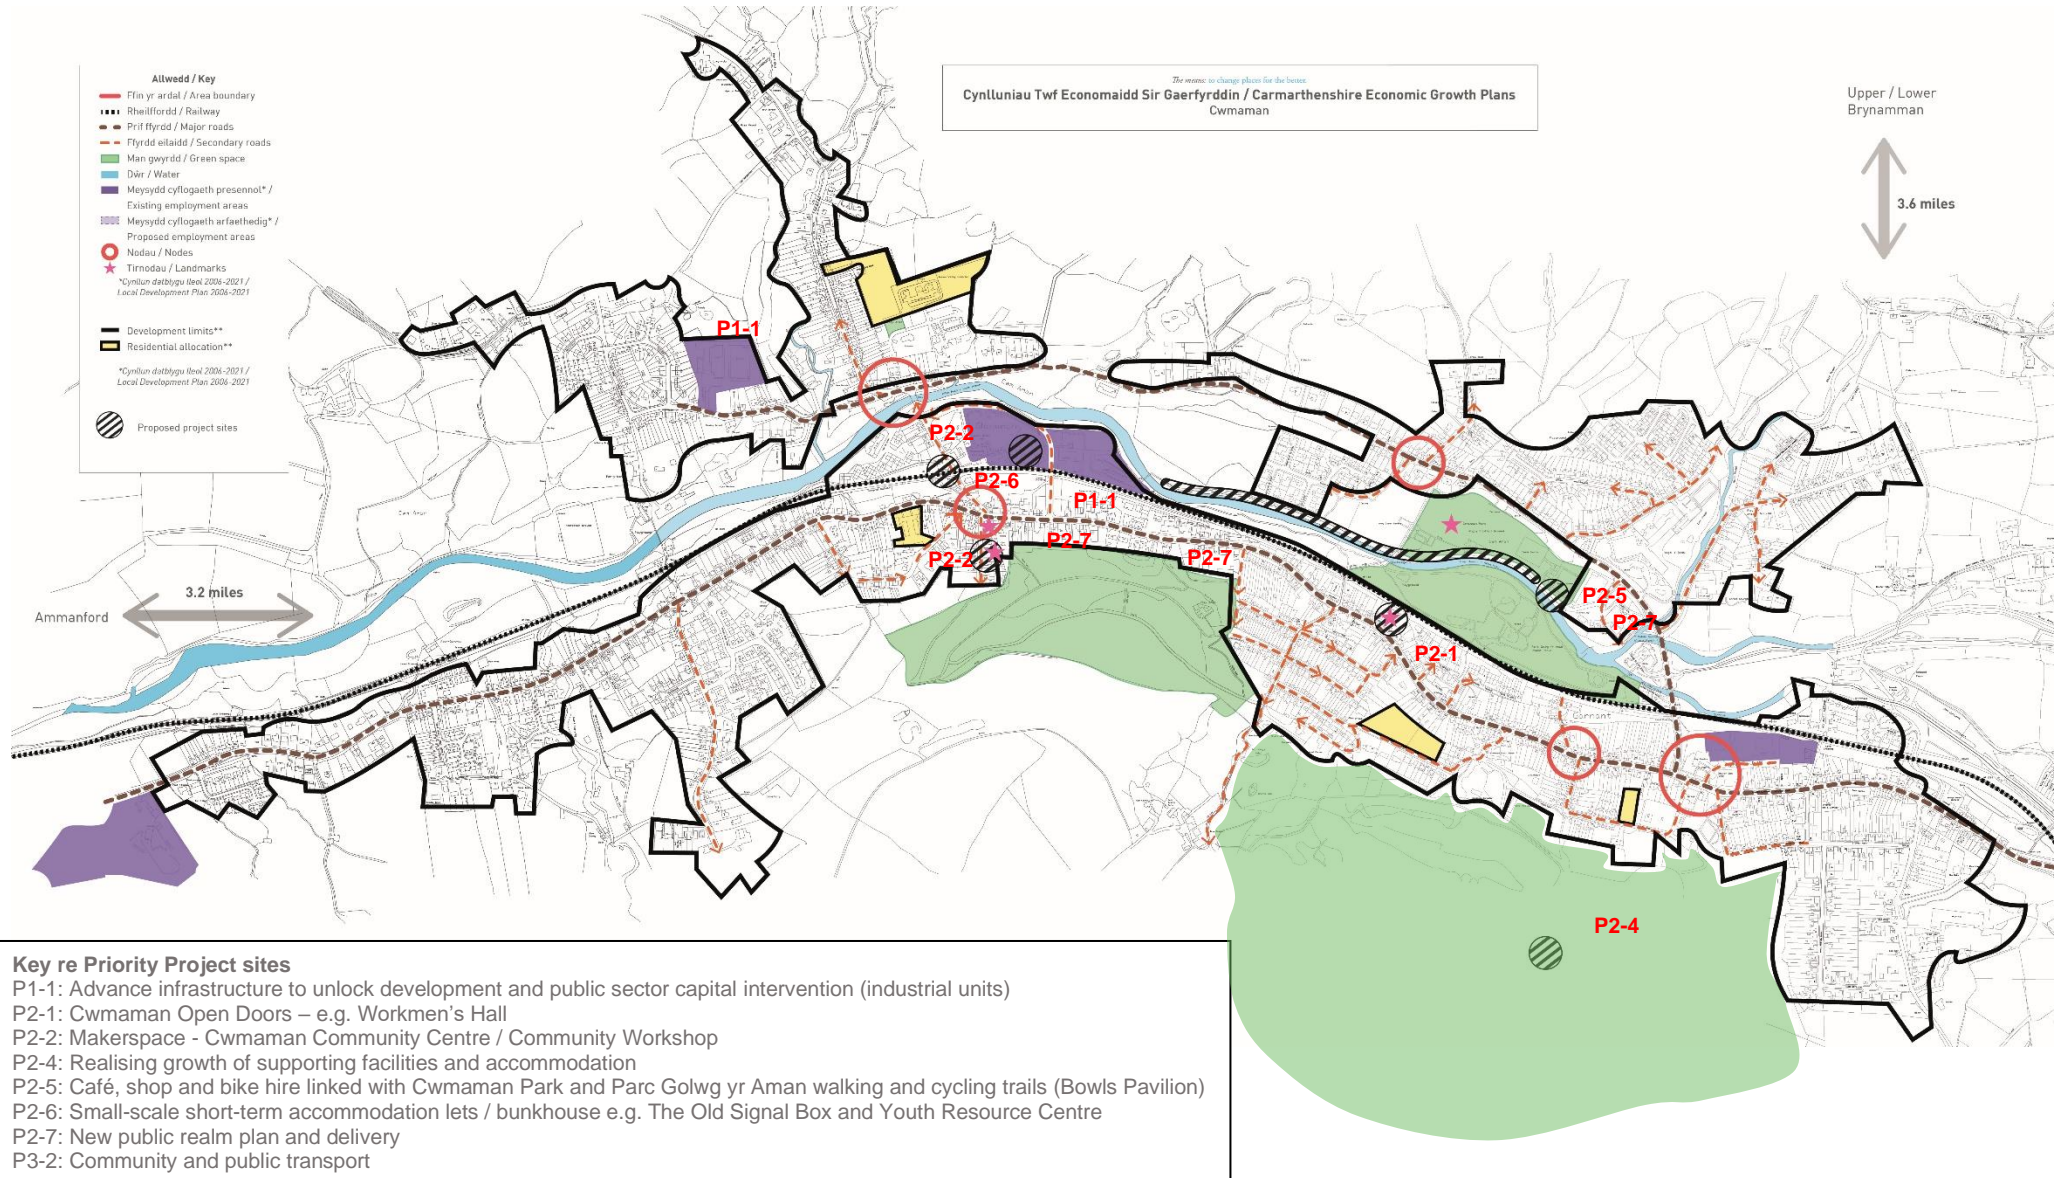 Allwedd / Key
Ffin yr ardal / Area boundary
Rheilffordd / Railway
Prif ffyrdd / Major roads
Ffyrdd eilaidd / Secondary roads
Man gwyrdd / Green space
Dŵr / Water
Meysydd cyflogaeth presennol* /
Existing employment areas
Meysydd cyflogaeth arfaethedig* /
Proposed employment areas
Nodau / Nodes
Tirnodau / Landmarks
*Cynllun datblygu lleol 2006-2021 /
Local Development Plan 2006-2021
Development limits**
Residential allocation**
*Cynllun datblygu lleol 2006-2021 /
Local Development Plan 2006-2021
Proposed project sites
The means: to change places for the better.
Cynlluniau Twf Economaidd Sir Gaerfyrddin / Carmarthenshire Economic Growth Plans
Cwmaman
Upper / Lower
Brynamman
3.6 miles
P1-1
P2-2
P2-6
P1-1
P2-7
P2-2
P2-7
3.2 miles
Ammanford
P2-5
P2-7
P2-1
Garnant
P2-4
Key re Priority Project sites
P1-1: Advance infrastructure to unlock development and public sector capital intervention (industrial units)
P2-1: Cwmaman Open Doors – e.g. Workmen's Hall
P2-2: Makerspace - Cwmaman Community Centre / Community Workshop
P2-4: Realising growth of supporting facilities and accommodation
P2-5: Café, shop and bike hire linked with Cwmaman Park and Parc Golwg yr Aman walking and cycling trails (Bowls Pavilion)
P2-6: Small-scale short-term accommodation lets / bunkhouse e.g. The Old Signal Box and Youth Resource Centre
P2-7: New public realm plan and delivery
P3-2: Community and public transport